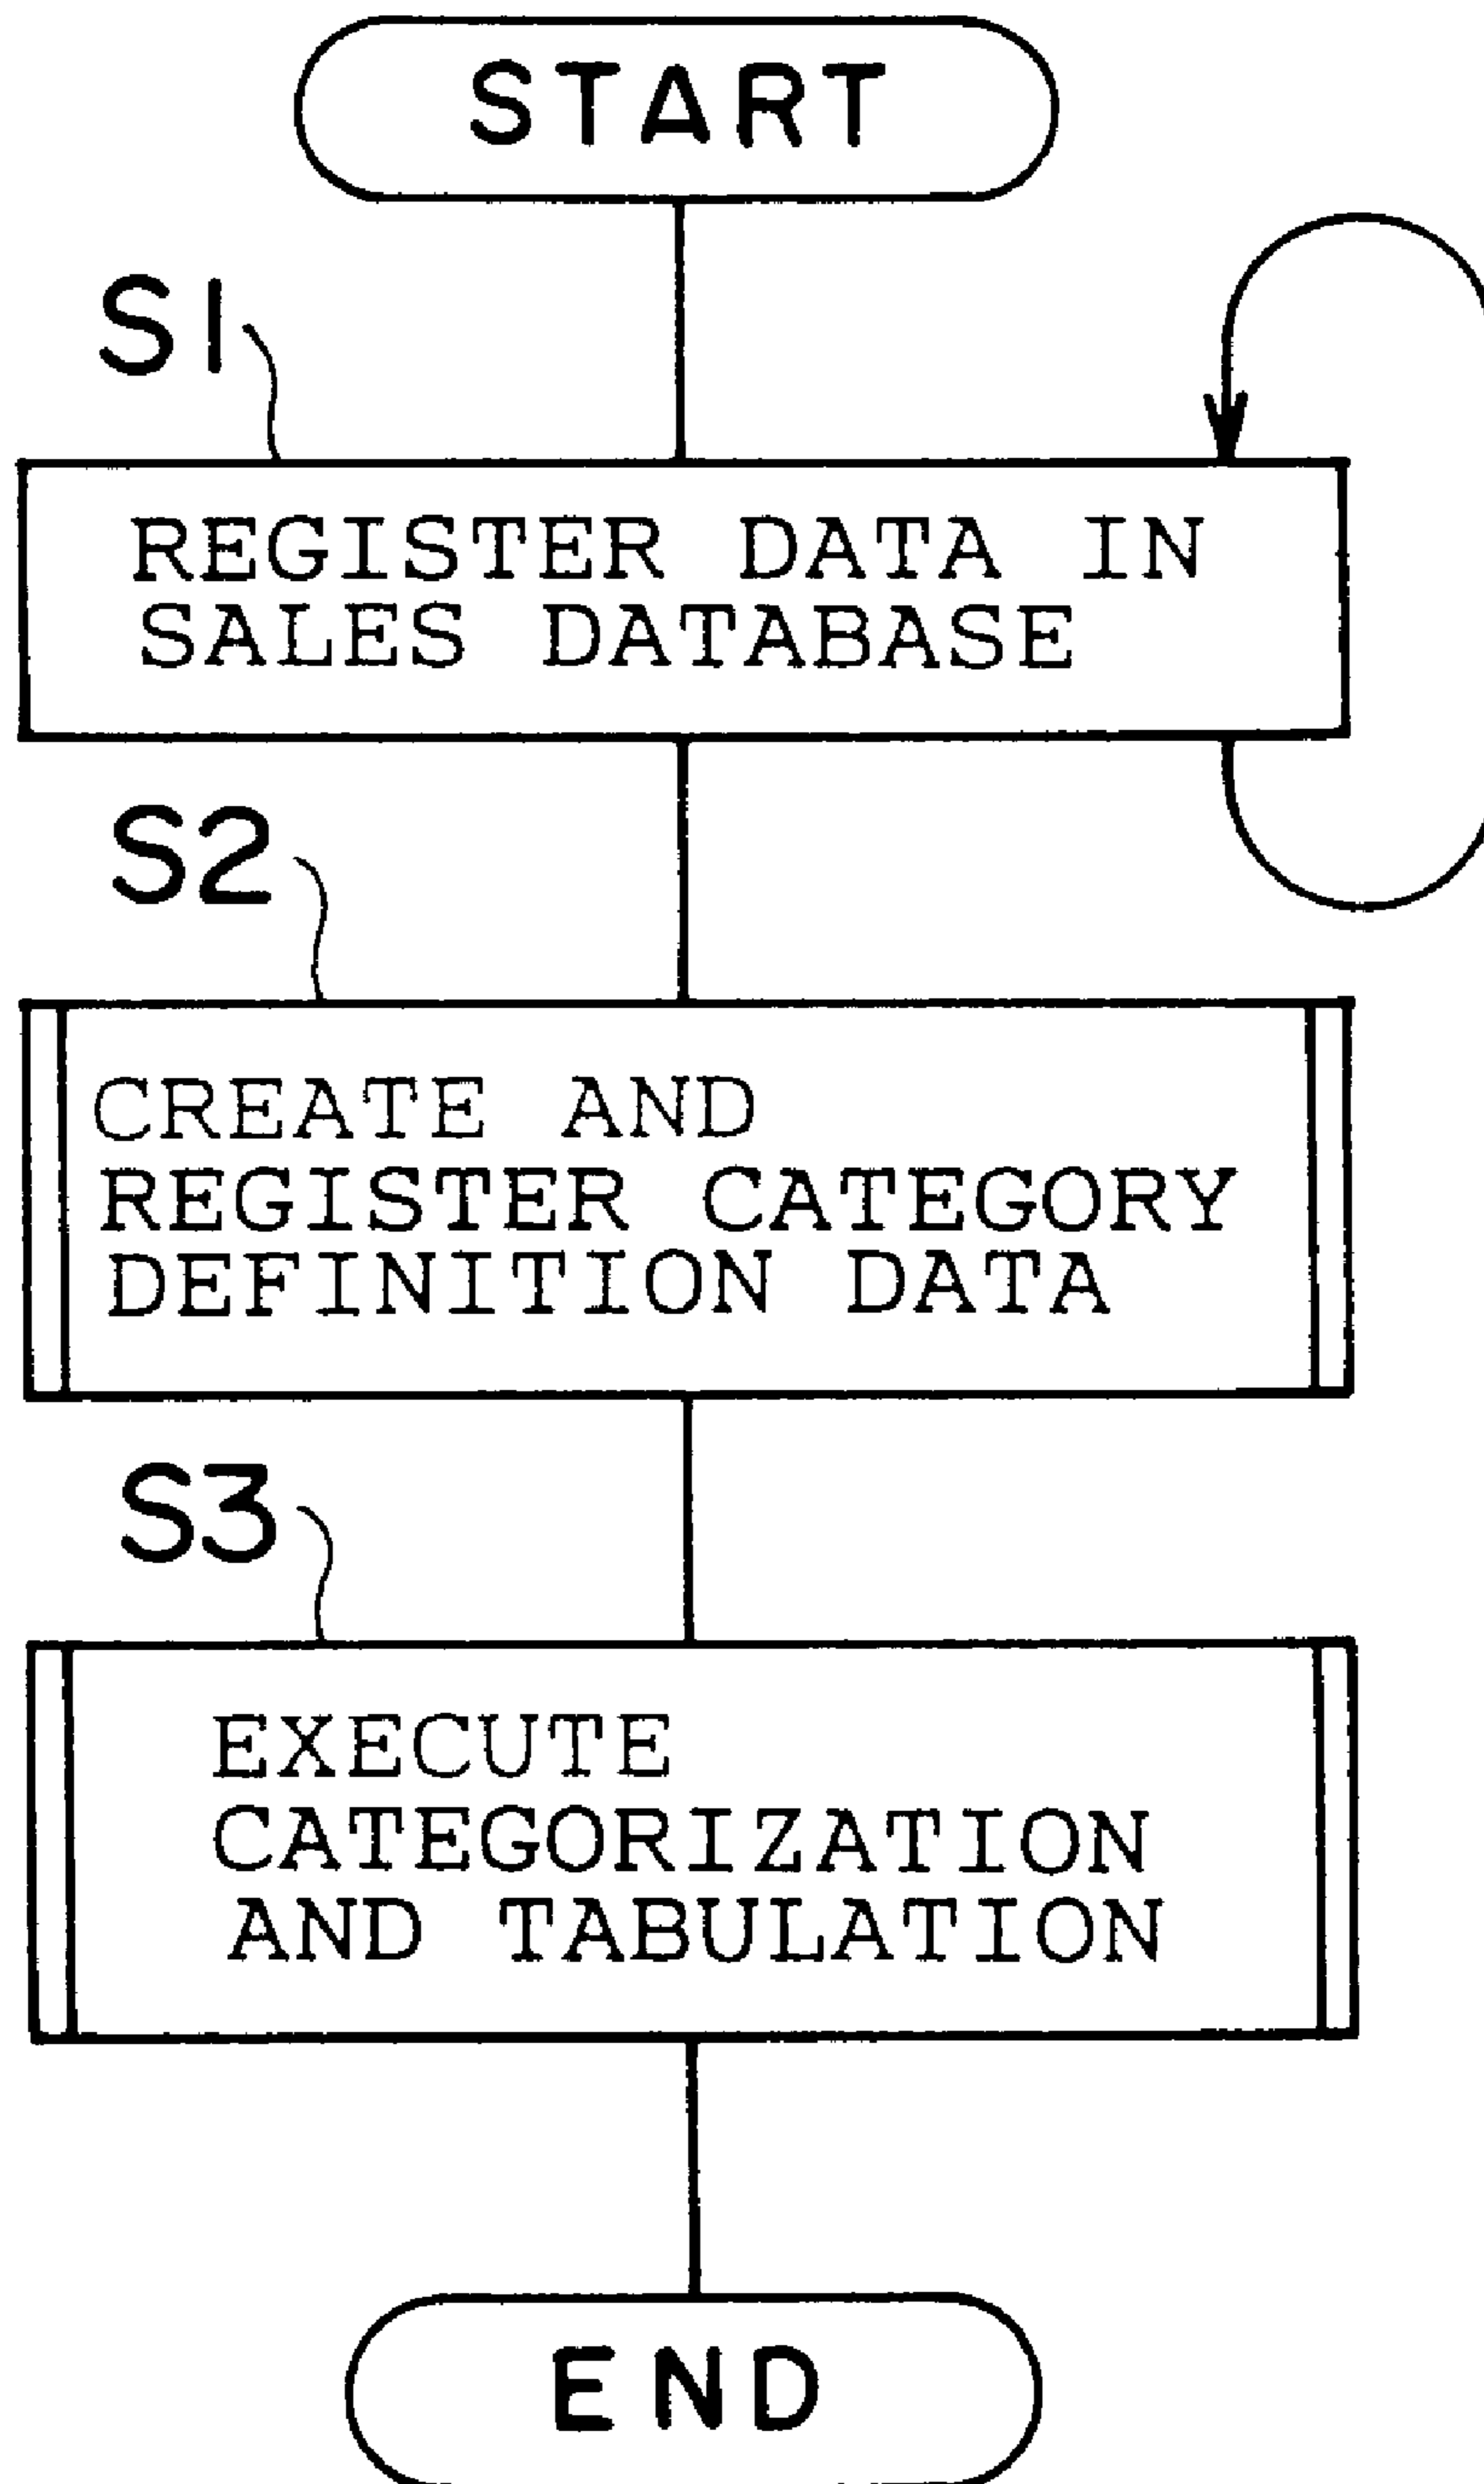 START
S1
REGISTER DATA IN
SALES DATABASE
S2
CREATE AND
REGISTER CATEGORY
DEFINITION DATA
S3
EXECUTE
CATEGORIZATION
AND TABULATION
END